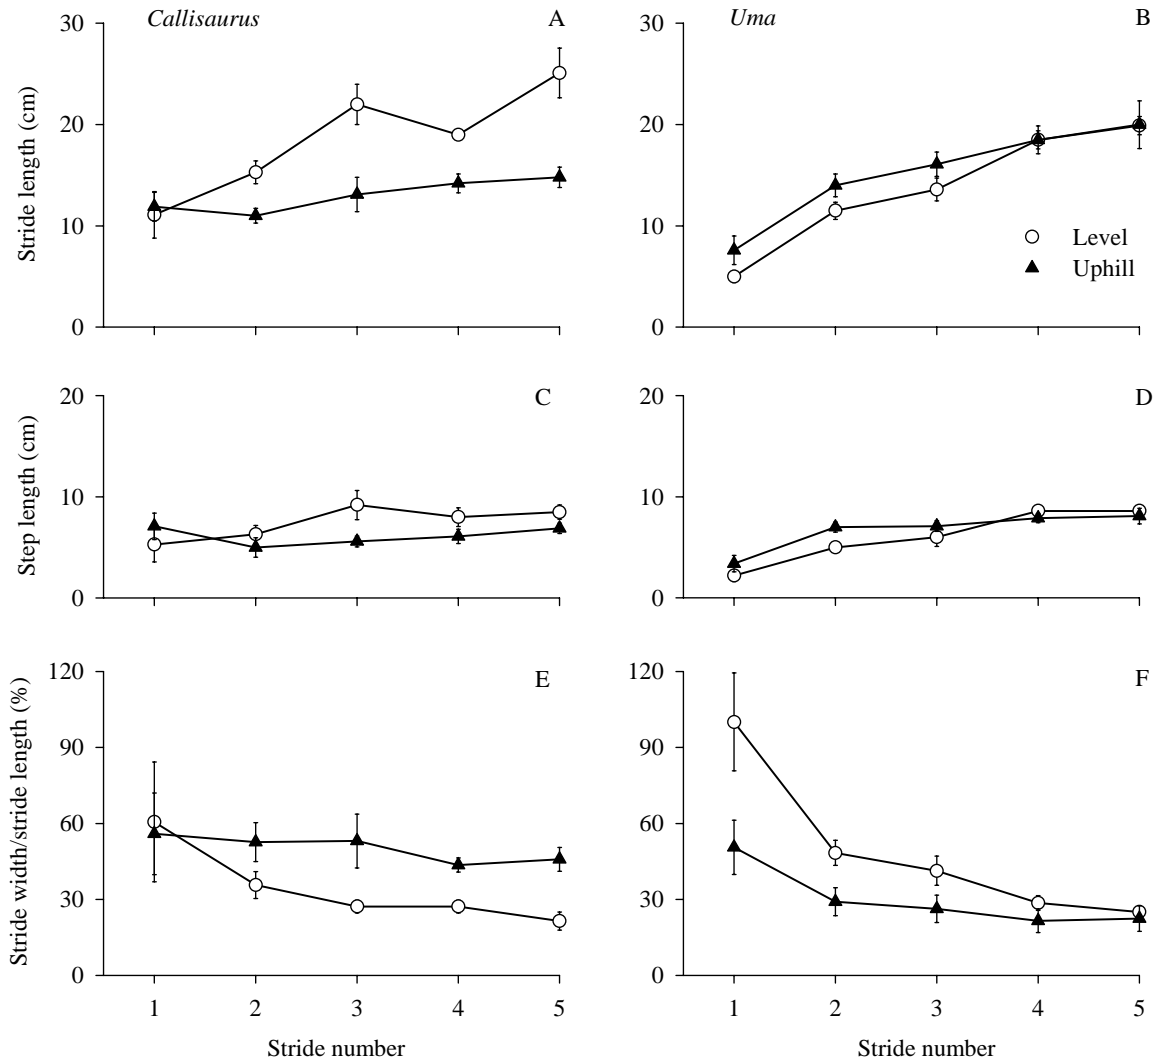 Callisaurus A
30
20
10
0
Stride length (cm)
Uma B
30
20
10
0
Level
Uphill
C
20
10
0
Step length (cm)
D
20
10
0
E
120
90
60
30
0
Stride width/stride length (%)
1 2 3 4 5
Stride number
F
120
90
60
30
0
1 2 3 4 5
Stride number